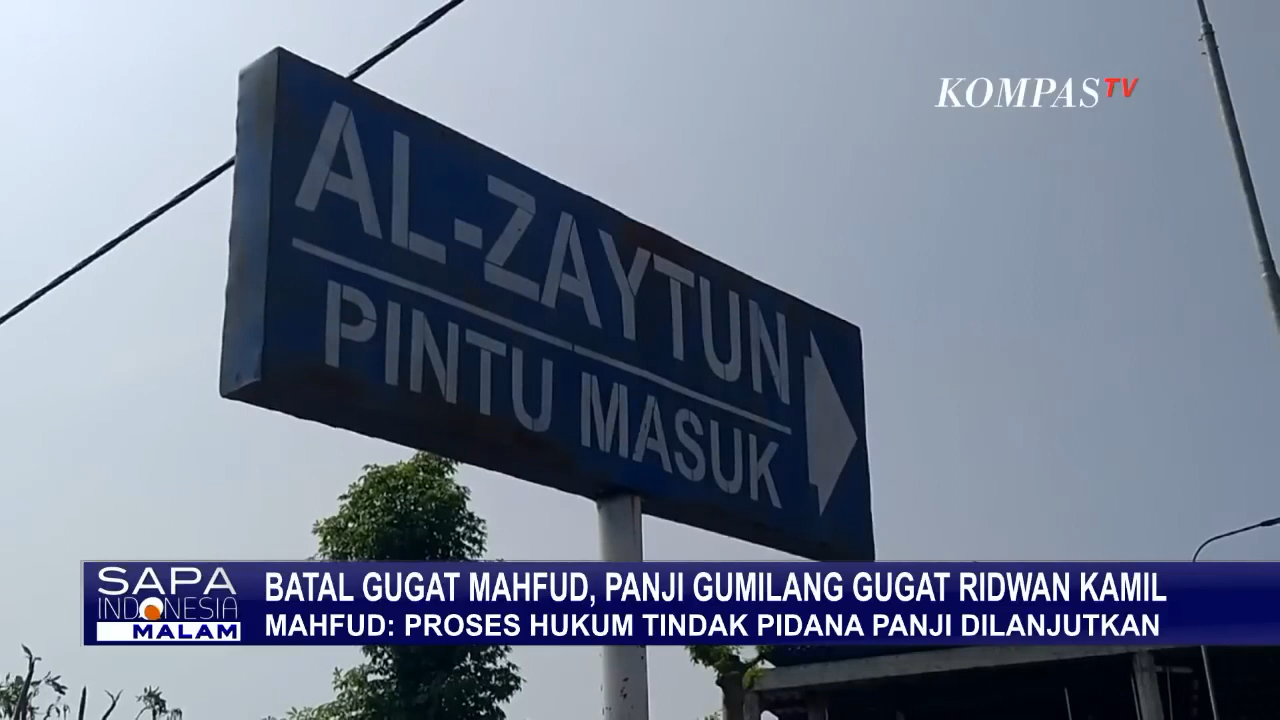 KOMPASTV
AL-ZAYTUN
PINTU MASUK
SAPA
INDONESIA
MALAM
BATAL GUGAT MAHFUD, PANJI GUMILANG GUGAT RIDWAN KAMIL
MAHFUD: PROSES HUKUM TINDAK PIDANA PANJI DILANJUTKAN